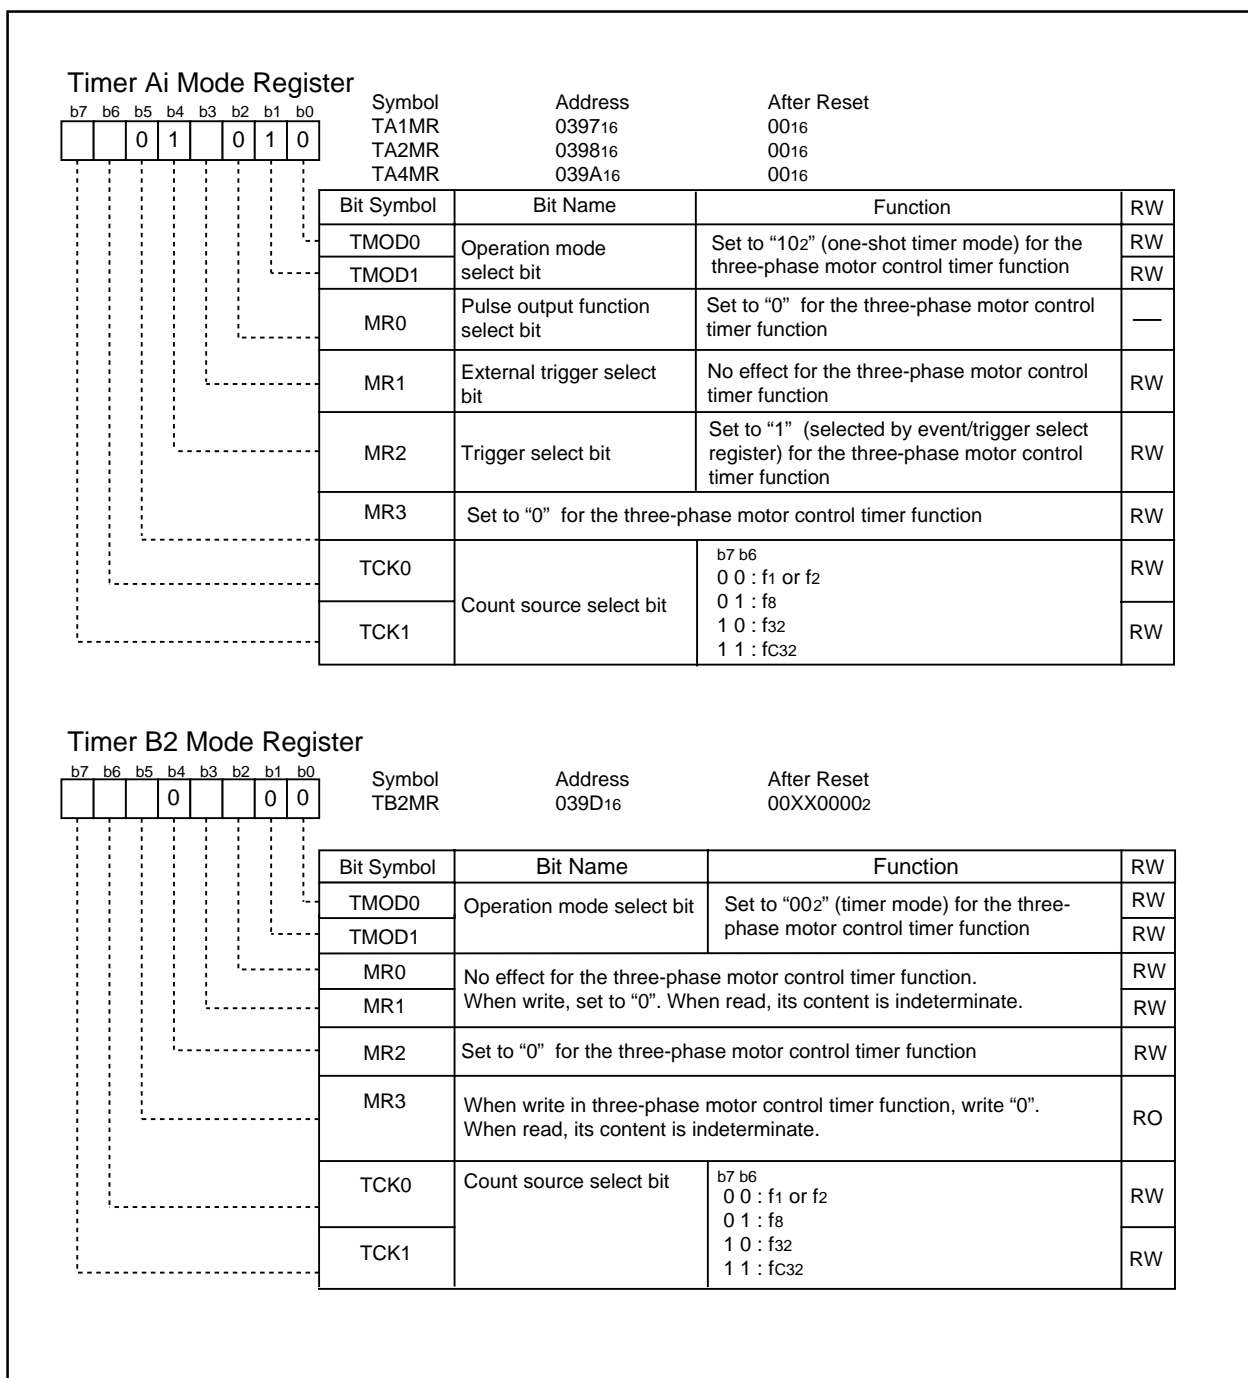 Timer Ai Mode Register
b7 b6 b5 b4 b3 b2 b1 b0
0 1 0 1 0
Symbol Address After Reset
TA1MR 039716 0016
TA2MR 039816 0016
TA4MR 039A16 0016
Bit Symbol Bit Name Function RW
TMOD0 RW
TMOD1 RW
Operation mode
select bit
Set to “102” (one-shot timer mode) for the
three-phase motor control timer function
MR0
Pulse output function
select bit
Set to “0” for the three-phase motor control
timer function
—
MR1
External trigger select
bit
No effect for the three-phase motor control
timer function
RW
MR2
Trigger select bit
Set to “1” (selected by event/trigger select
register) for the three-phase motor control
timer function
RW
MR3 Set to “0” for the three-phase motor control timer function RW
TCK0 RW
TCK1 RW
Count source select bit
b7 b6
0 0 : f1 or f2
0 1 : f8
1 0 : f32
1 1 : fC32
Timer B2 Mode Register
b7 b6 b5 b4 b3 b2 b1 b0
0 0 0
Symbol Address After Reset
TB2MR 039D16 00XX00002
Bit Symbol Bit Name Function RW
TMOD0 RW
TMOD1 RW
Operation mode select bit
Set to “002” (timer mode) for the three-
phase motor control timer function
MR0 RW
MR1 RW
No effect for the three-phase motor control timer function.
When write, set to “0”. When read, its content is indeterminate.
MR2 Set to “0” for the three-phase motor control timer function RW
MR3
When write in three-phase motor control timer function, write “0”.
When read, its content is indeterminate.
RO
TCK0 RW
TCK1 RW
Count source select bit
b7 b6
0 0 : f1 or f2
0 1 : f8
1 0 : f32
1 1 : fC32